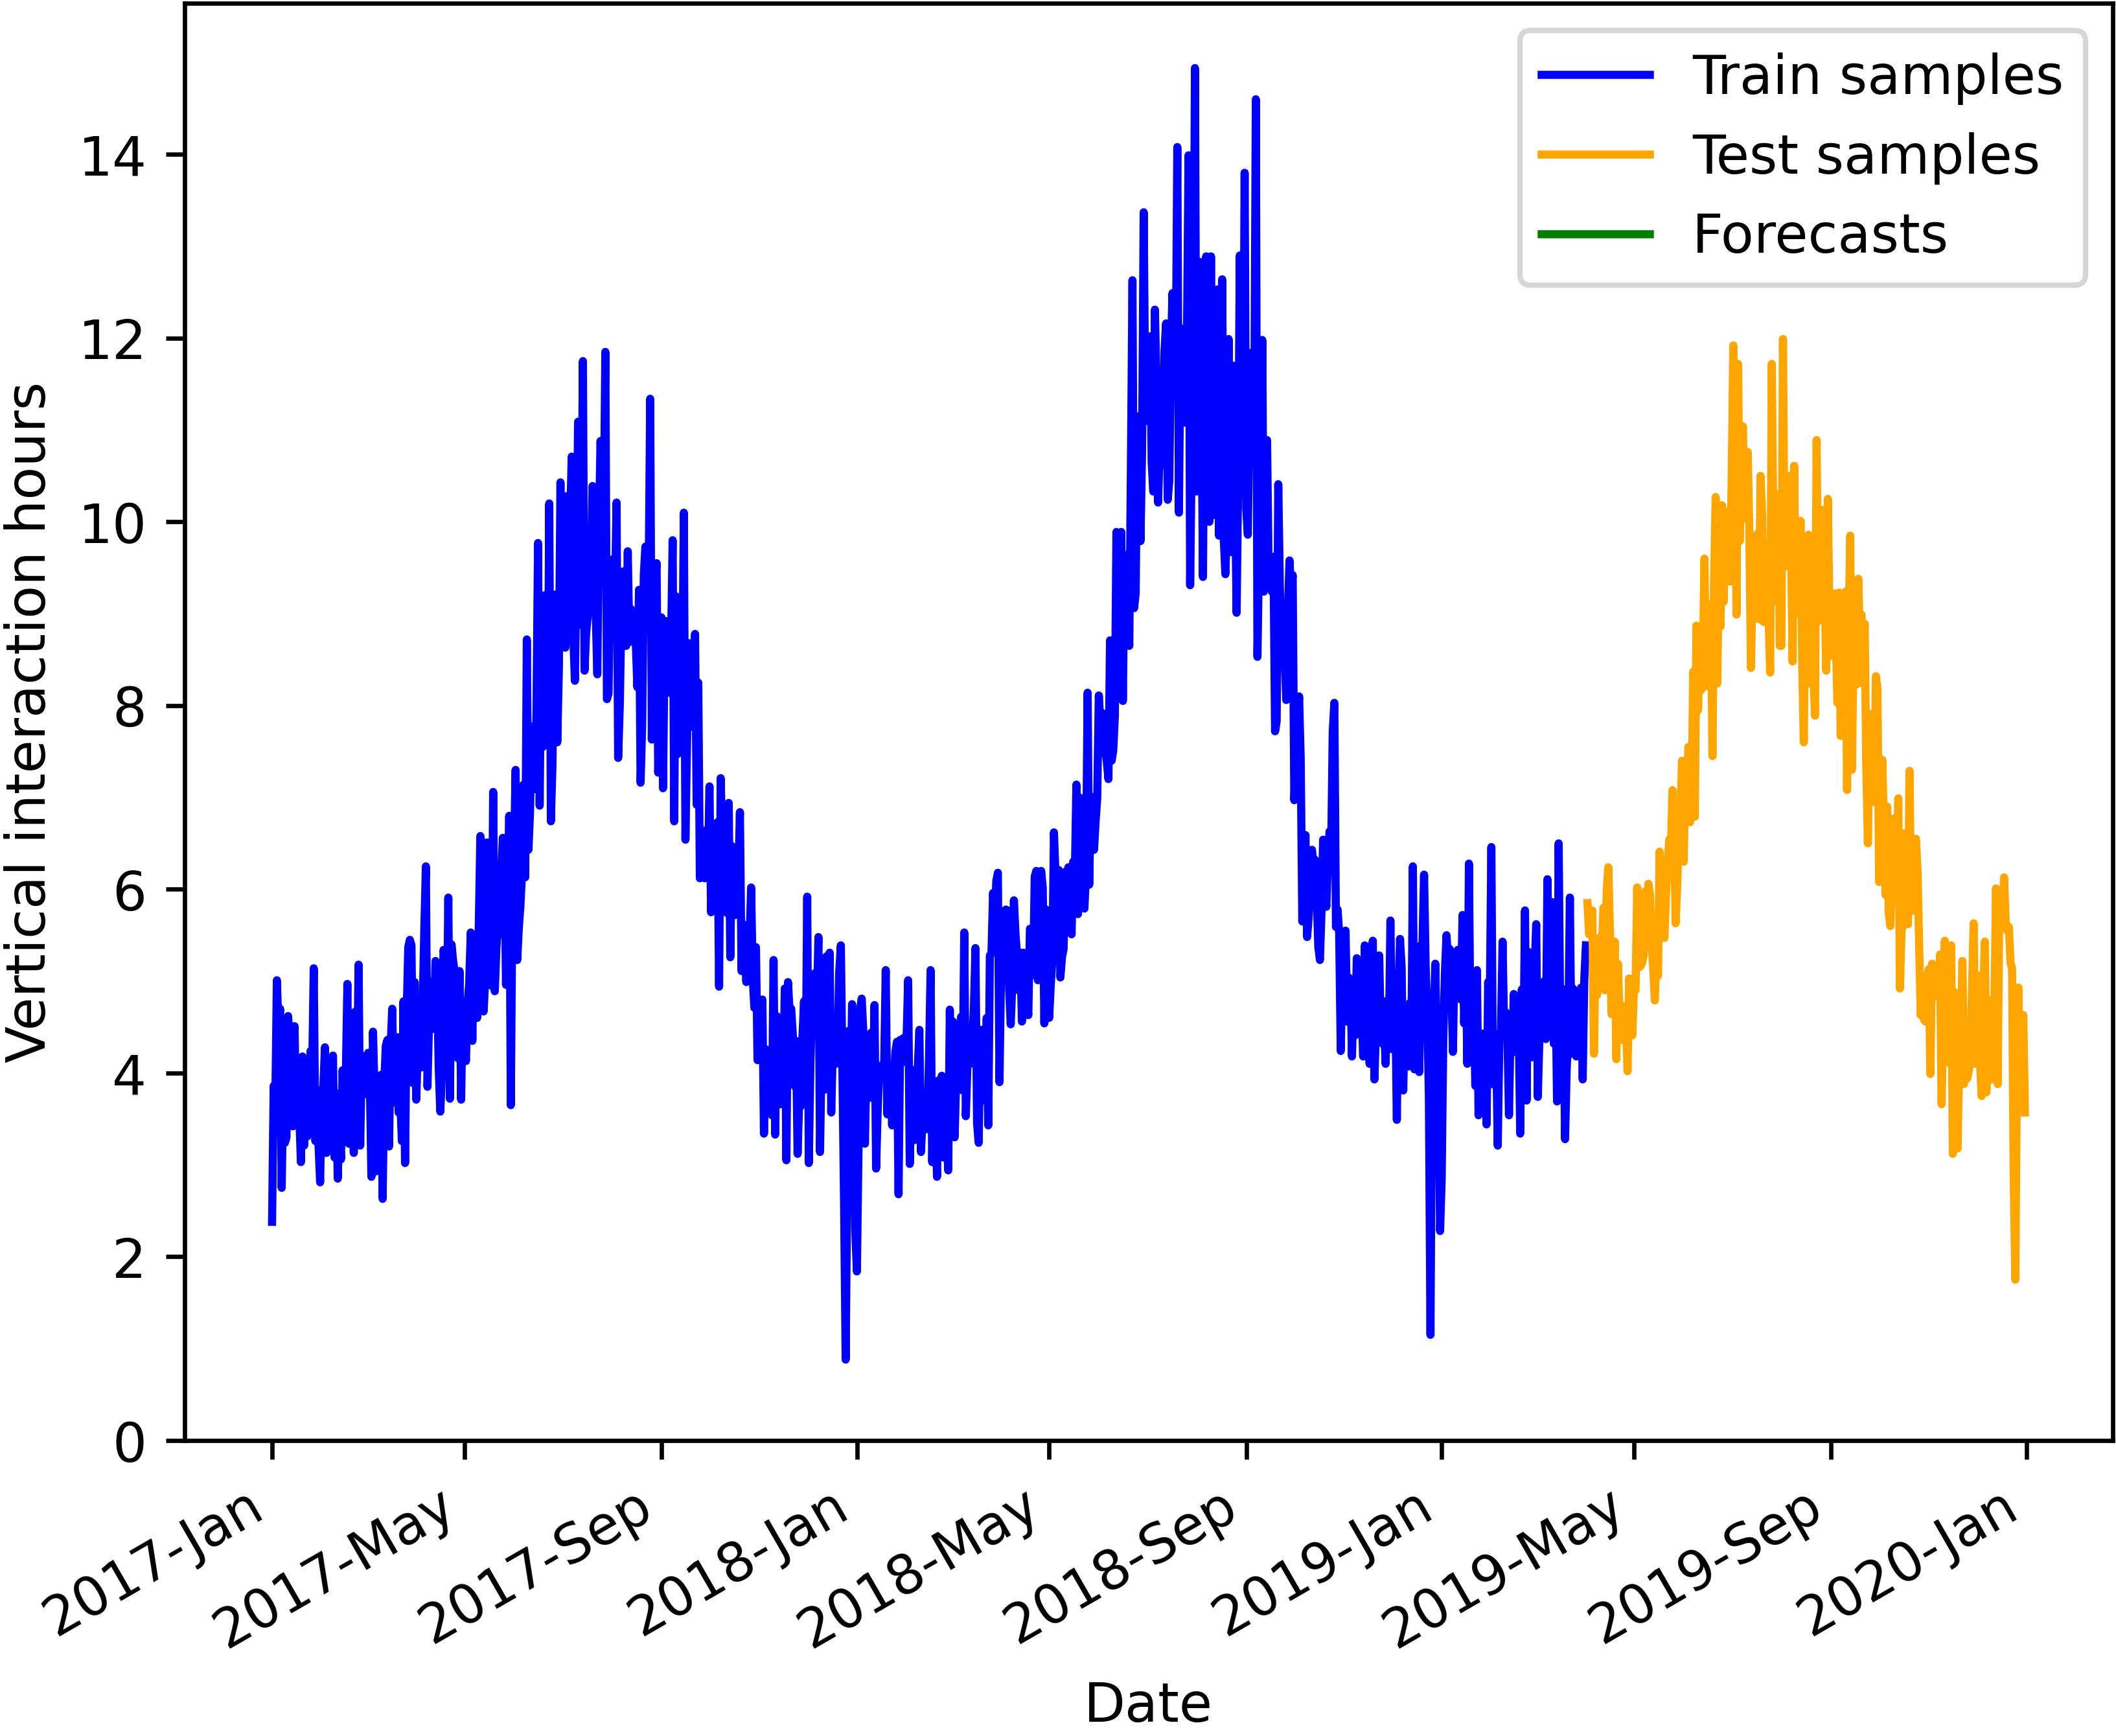 Train samples
Test samples
Forecasts
14
12
10
8
6
4
2
0
Vertical interaction hours
2017-Jan
2017-May
2017-Sep
2018-Jan
2018-May
2018-Sep
2019-Jan
2019-May
2019-Sep
2020-Jan
Date